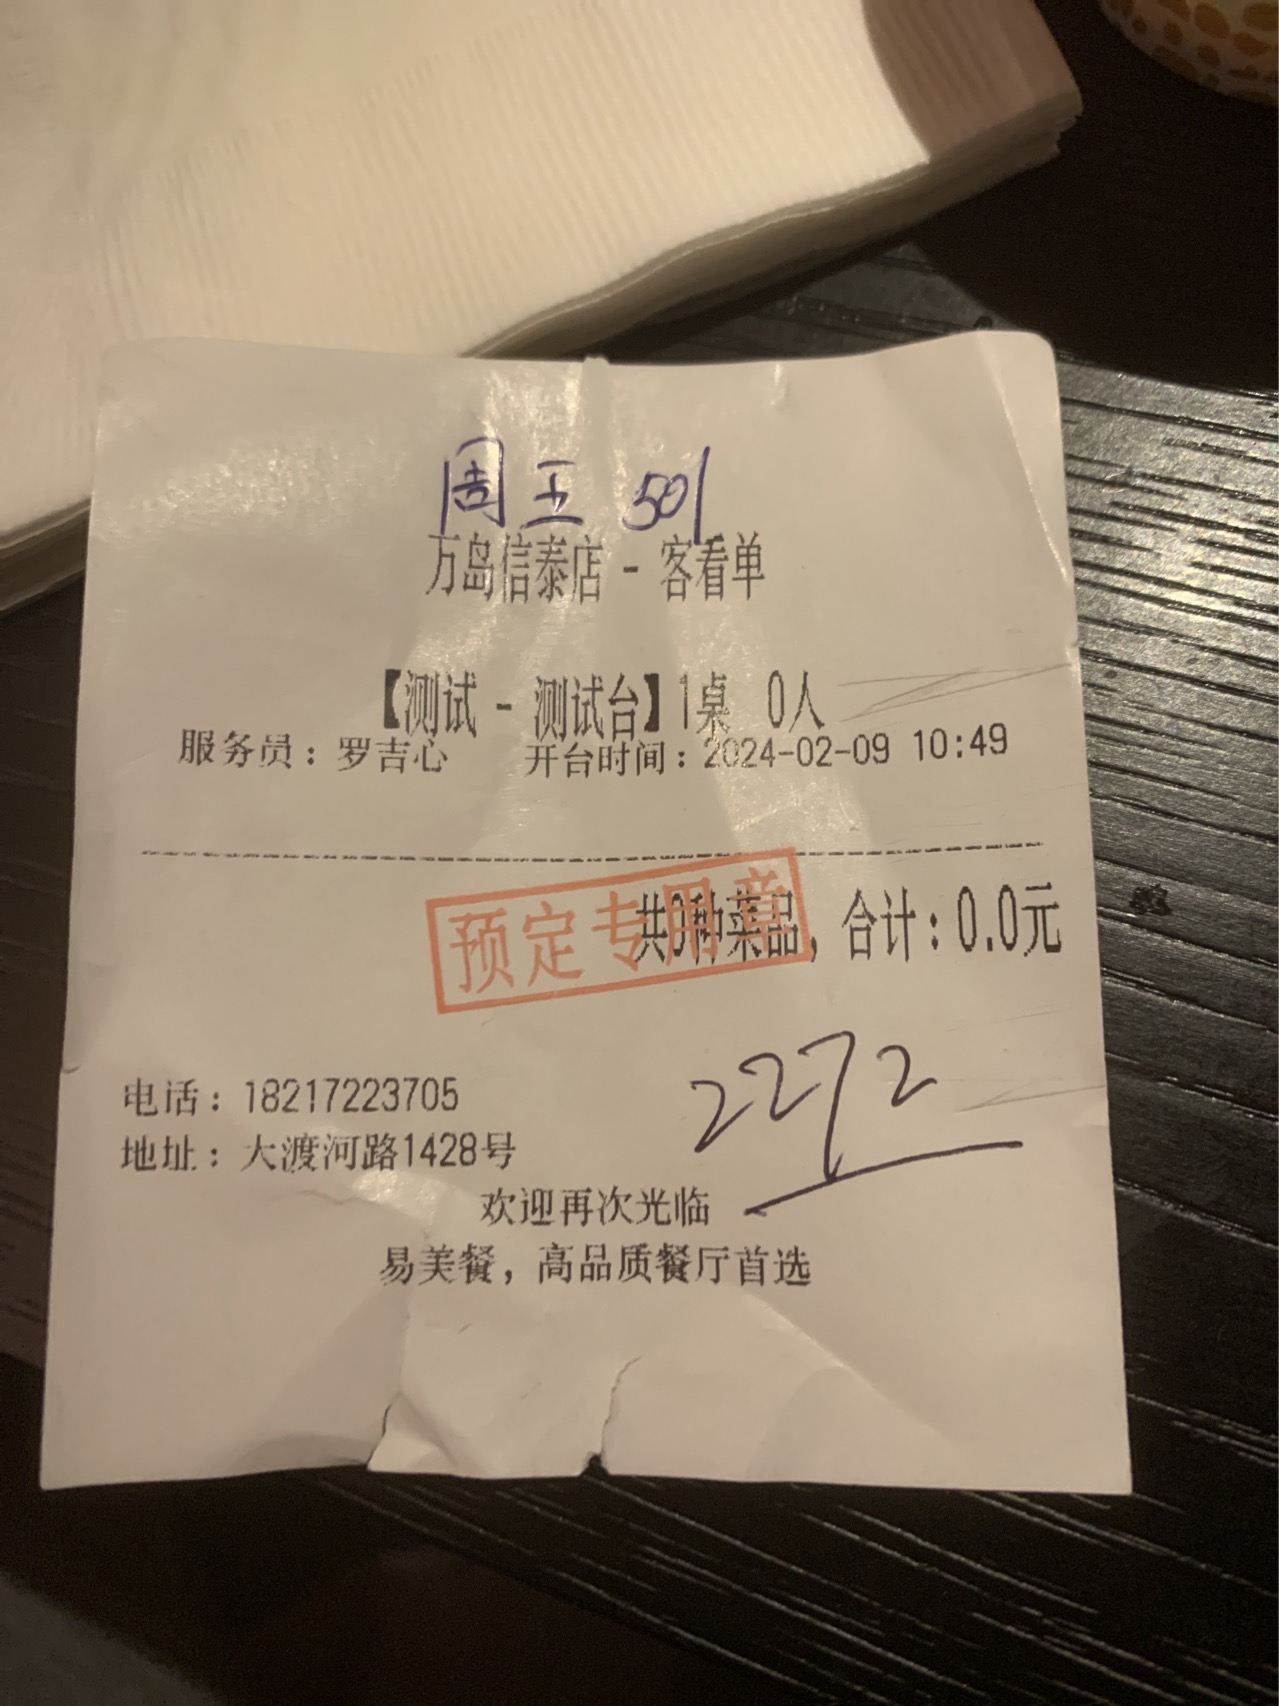 周五 501
万岛信泰店 - 客看单
【测试 - 测试台】1桌 0人
服务员：罗吉心 开台时间：2024-02-09 10:49
共0种菜品，合计：0.0元
预定专用章
2272
电话：18217223705
地址：大渡河路1428号
欢迎再次光临
易美餐，高品质餐厅首选